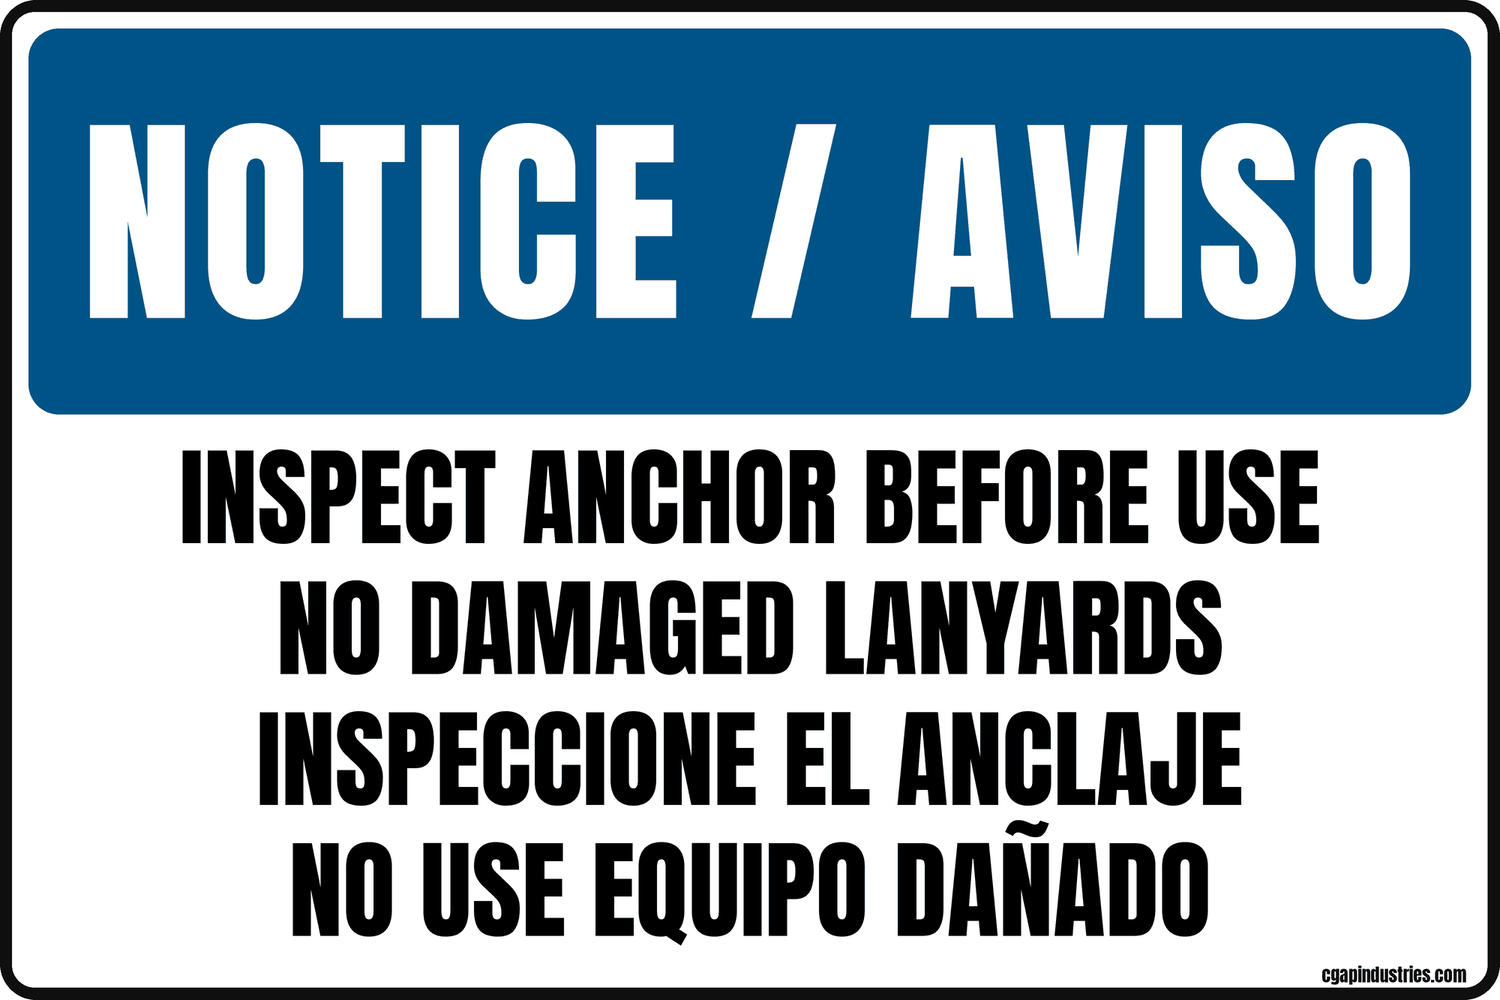 NOTICE / AVISO
INSPECT ANCHOR BEFORE USE
NO DAMAGED LANYARDS
INSPECCIONE EL ANCLAJE
NO USE EQUIPO DAÑADO
cgapindustries.com